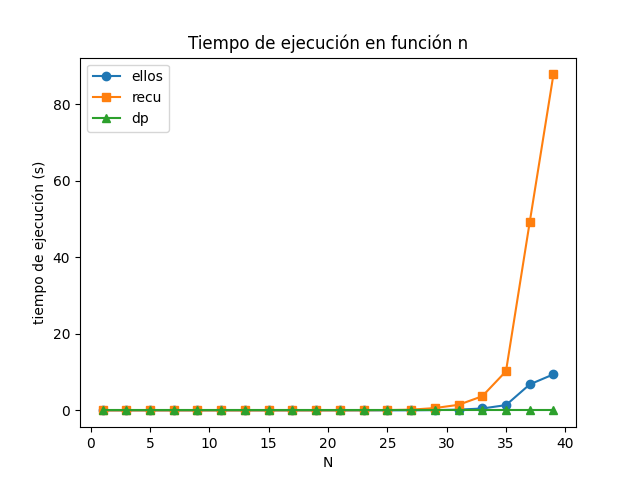 Tiempo de ejecución en función n
ellos
recu
dp
tiempo de ejecución (s)
80
60
40
20
0
0 5 10 15 20 25 30 35 40
N